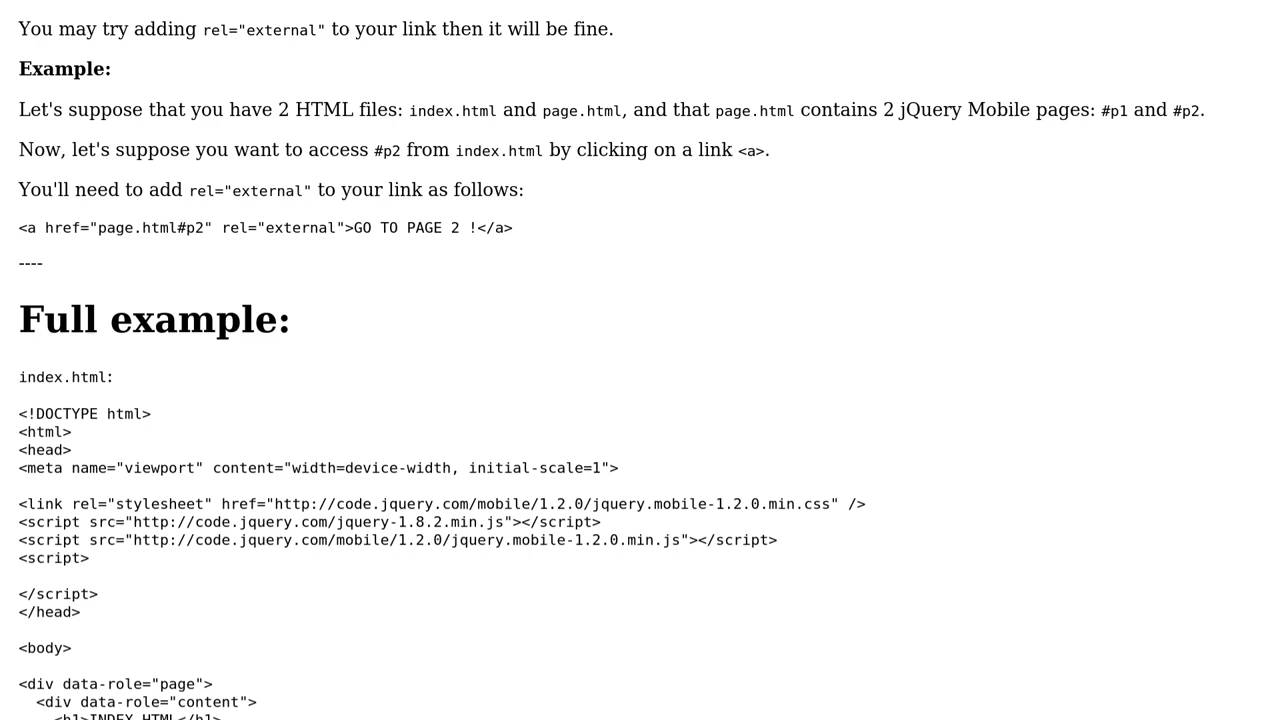 You may try adding rel="external" to your link then it will be fine.
Example:
Let's suppose that you have 2 HTML files: index.html and page.html, and that page.html contains 2 jQuery Mobile pages: #p1 and #p2.
Now, let's suppose you want to access #p2 from index.html by clicking on a link <a>.
You'll need to add rel="external" to your link as follows:
<a href="page.html#p2" rel="external">GO TO PAGE 2 !</a>
----
Full example:
index.html:
<!DOCTYPE html>
<html>
<head>
<meta name="viewport" content="width=device-width, initial-scale=1">
<link rel="stylesheet" href="http://code.jquery.com/mobile/1.2.0/jquery.mobile-1.2.0.min.css" />
<script src="http://code.jquery.com/jquery-1.8.2.min.js"></script>
<script src="http://code.jquery.com/mobile/1.2.0/jquery.mobile-1.2.0.min.js"></script>
<script>
</script>
</head>
<body>
<div data-role="page">
  <div data-role="content">
    <h1>INDEX.HTML</h1>